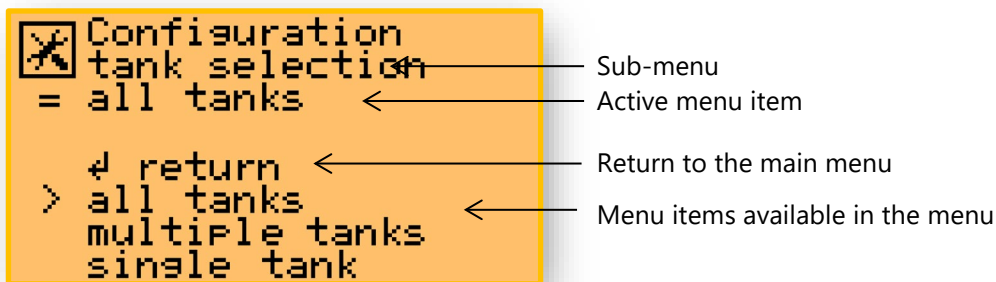 Configuration
tank selection
= all tanks
↲ return
> all tanks
multiple tanks
single tank
Sub-menu
Active menu item
Return to the main menu
Menu items available in the menu